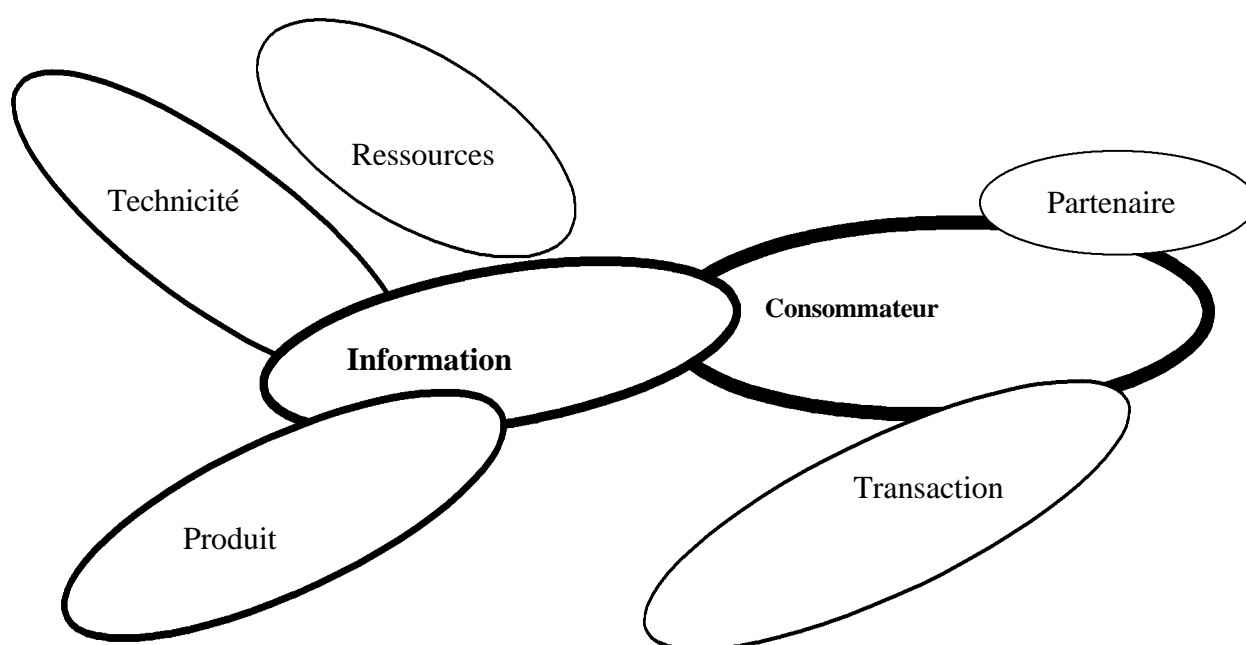 Ressources
Technicité
Partenaire
Consommateur
Information
Transaction
Produit